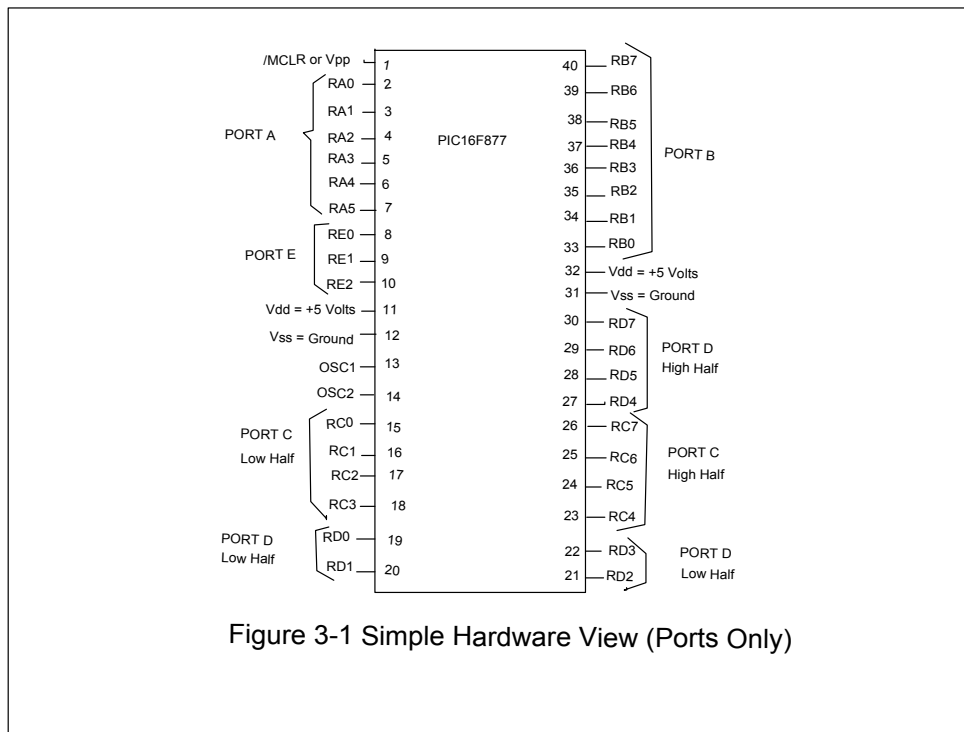 /MCLR or Vpp 1
RA0 2
RA1 3
PORT A
RA2 4
RA3 5
RA4 6
RA5 7
RE0 8
PORT E
RE1 9
RE2 10
Vdd = +5 Volts 11
Vss = Ground 12
OSC1 13
OSC2 14
RC0 15
PORT C
Low Half
RC1 16
RC2 17
RC3 18
PORT D
Low Half
RD0 19
RD1 20
PIC16F877
40 RB7
39 RB6
38 RB5
37 RB4
PORT B
36 RB3
35 RB2
34 RB1
33 RB0
32 Vdd = +5 Volts
31 Vss = Ground
30 RD7
29 RD6
PORT D
High Half
28 RD5
27 RD4
26 RC7
25 RC6
PORT C
High Half
24 RC5
23 RC4
22 RD3
PORT D
Low Half
21 RD2
Figure 3-1 Simple Hardware View (Ports Only)